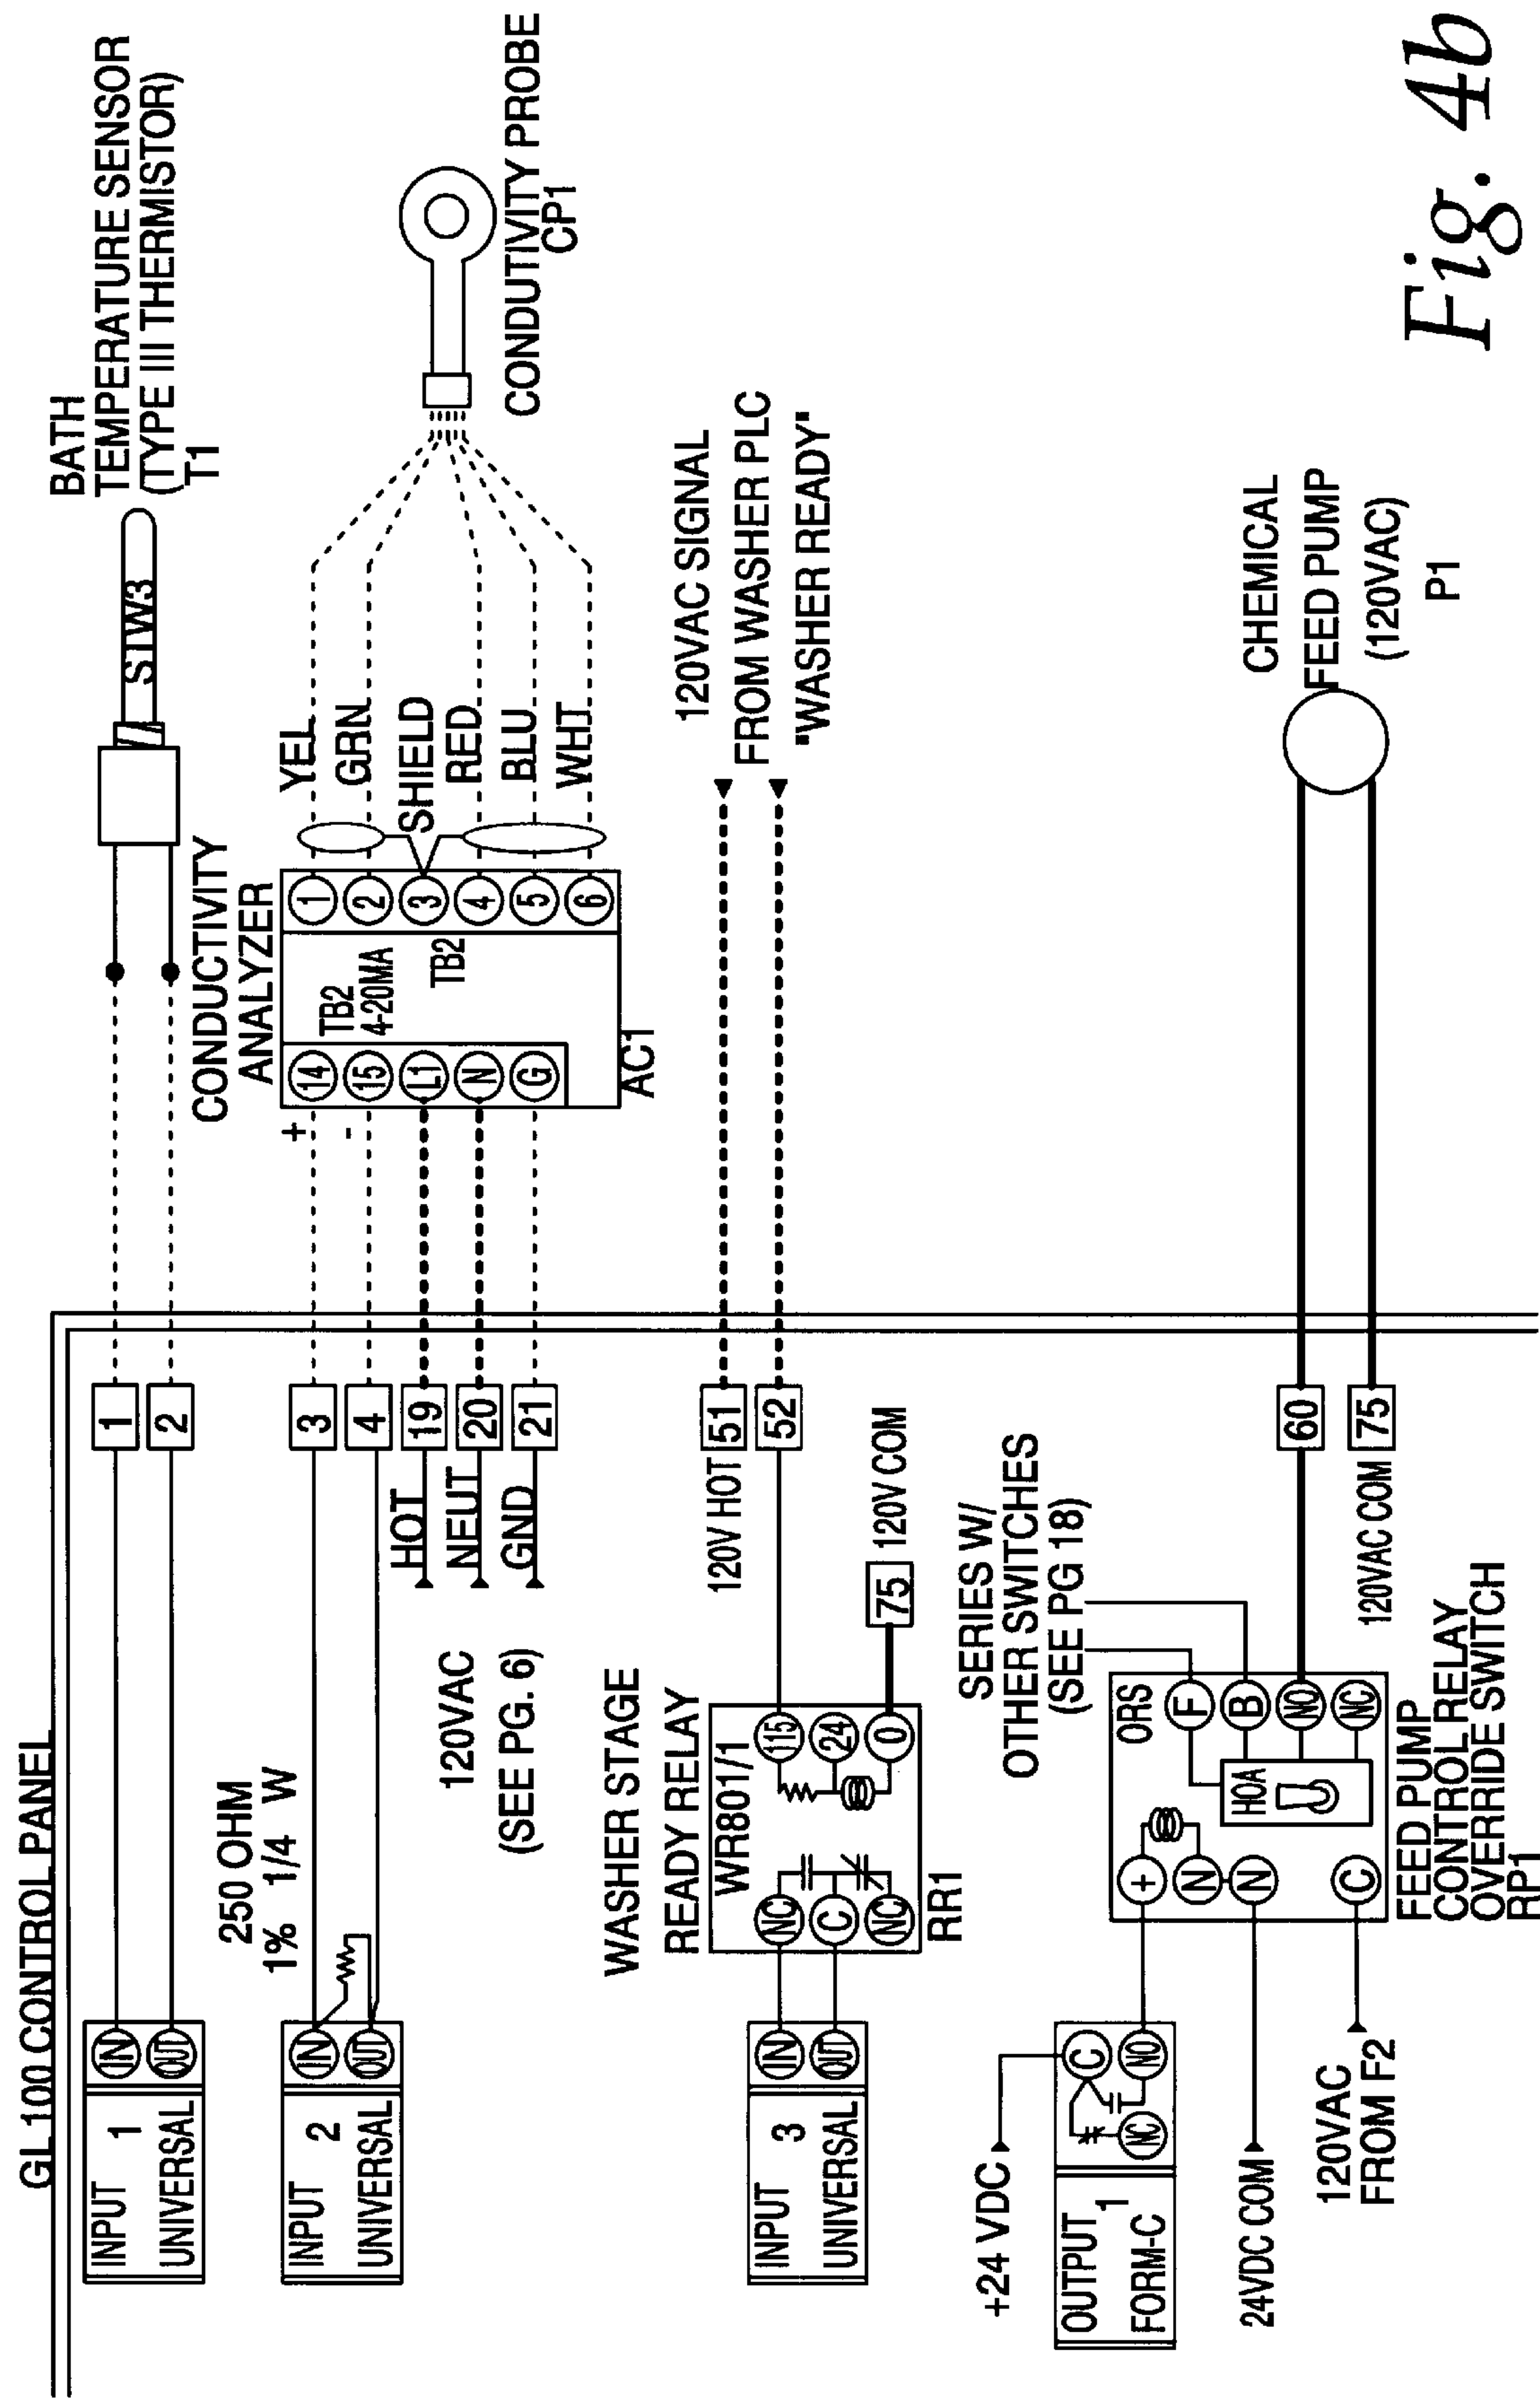 GL 100 CONTROL PANEL
INPUT 1
UNIVERSAL
IN
OUT
1
2
BATH
TEMPERATURE SENSOR
(TYPE III THERMISTOR)
T1
STW3
INPUT 2
UNIVERSAL
IN
OUT
250 OHM
1% 1/4 W
3
4
HOT
19
NEUT
20
GND
21
120VAC
(SEE PG. 6)
CONDUCTIVITY
ANALYZER
+
-
14
15
L1
N
G
TB2
4-20MA
TB2
1
2
3
4
5
6
AC1
YEL
GRN
SHIELD
RED
BLU
WHT
CONDUTIVITY PROBE
CP1
WASHER STAGE
READY RELAY
WR801/1
NC
C
NC
115
24
0
RR1
INPUT 3
UNIVERSAL
IN
OUT
120V HOT
51
52
75
120V COM
120VAC SIGNAL
FROM WASHER PLC
"WASHER READY"
SERIES W/
OTHER SWITCHES
(SEE PG 18)
+24 VDC
OUTPUT 1
FORM-C
C
NO
NC
24VDC COM
120VAC
FROM F2
+
N
N
C
ORS
F
B
NO
NC
HOA
FEED PUMP
CONTROL RELAY
OVERRIDE SWITCH
RP1
60
120VAC COM
75
CHEMICAL
FEED PUMP
(120VAC)
P1
Fig. 4b